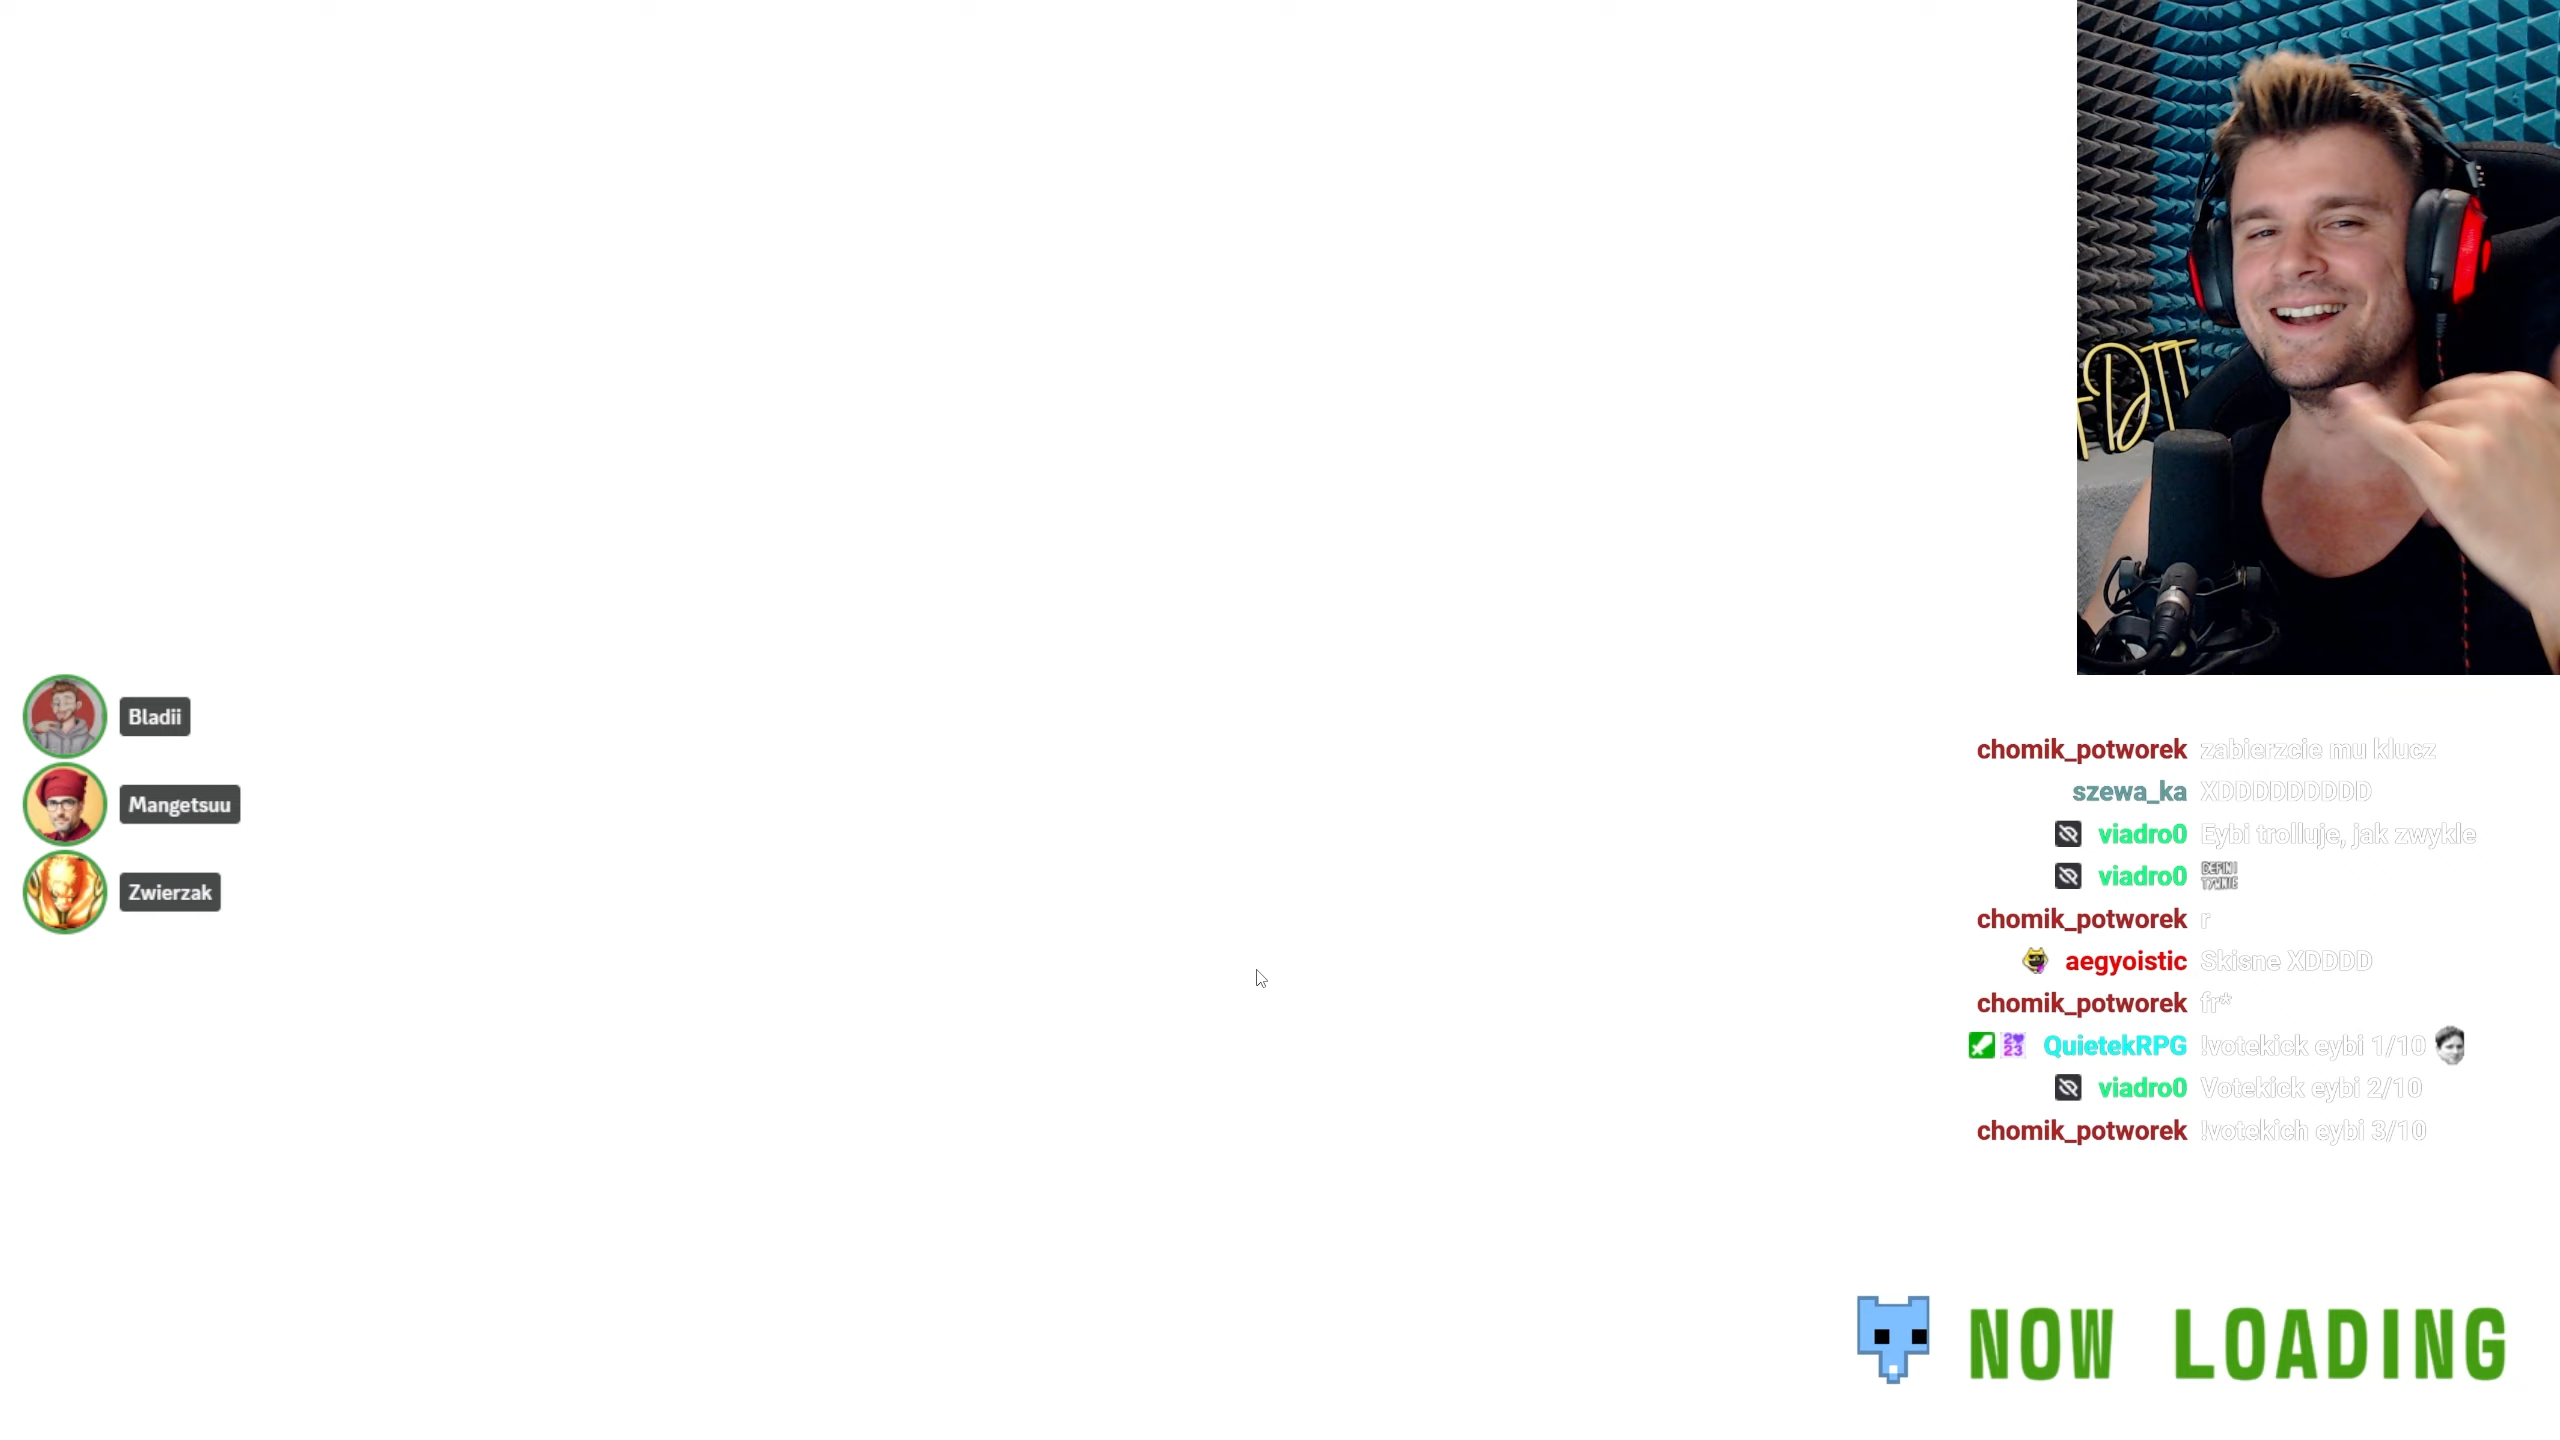 Bladii
Mangetsuu
Zwierzak
chomik_potworek zabierzcie mu klucz
szewa_ka XDDDDDDDDD
viadro0 Eybi trolluje, jak zwykle
viadro0 DEFINITYWNIE
chomik_potworek r
aegyoistic Skisne XDDDD
chomik_potworek fr*
QuietekRPG !votekick eybi 1/10
viadro0 Votekick eybi 2/10
chomik_potworek !votekich eybi 3/10
NOW LOADING